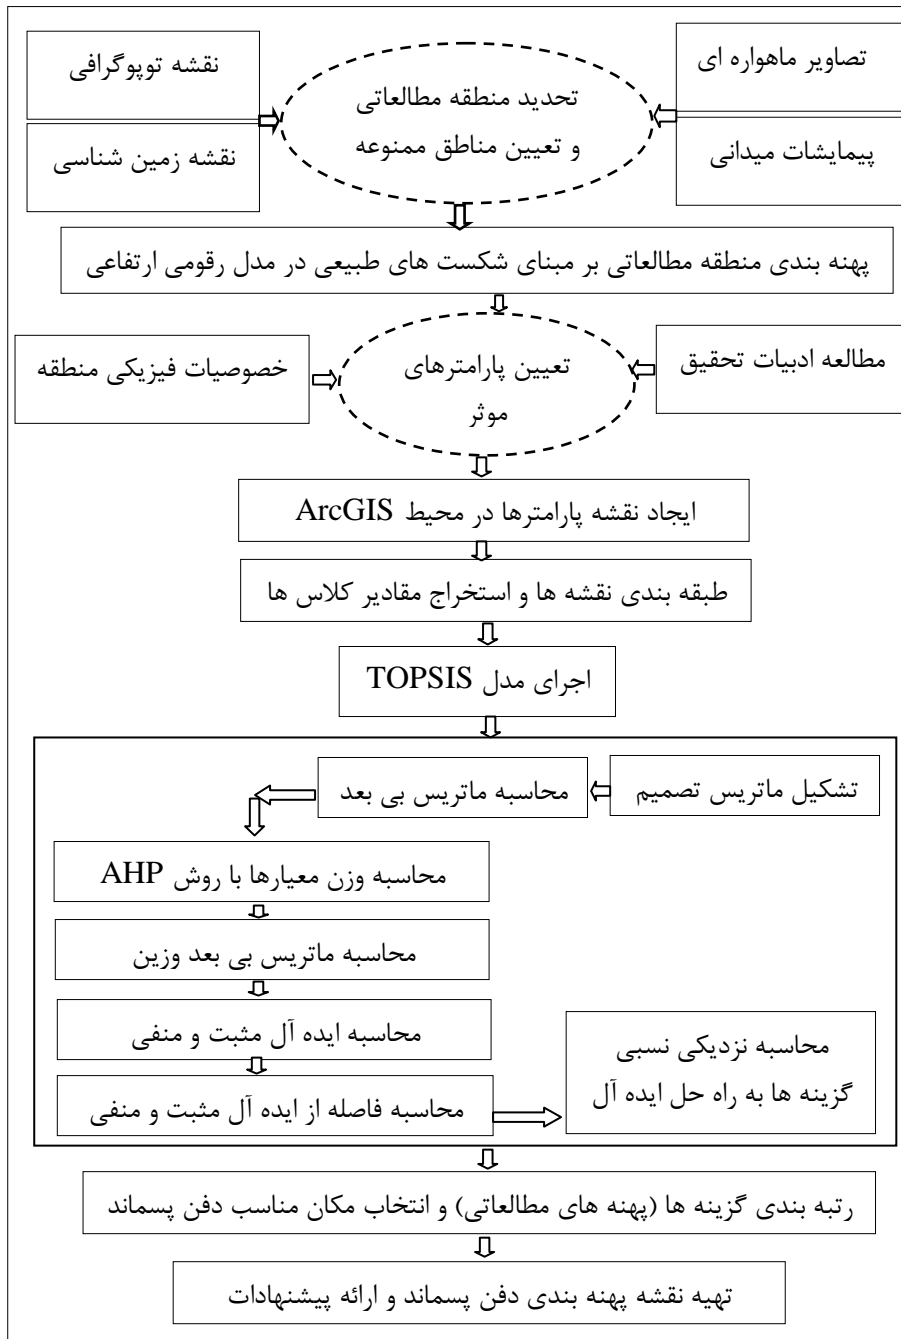 تصاویر ماهواره ای
پیمایشات میدانی
تحدید منطقه مطالعاتی
و تعیین مناطق ممنوعه
نقشه توپوگرافی
نقشه زمین شناسی
پهنه بندی منطقه مطالعاتی بر مبنای شکست های طبیعی در مدل رقومی ارتفاعی
مطالعه ادبیات تحقیق
تعیین پارامترهای
موثر
خصوصیات فیزیکی منطقه
ایجاد نقشه پارامترها در محیط ArcGIS
طبقه بندی نقشه ها و استخراج مقادیر کلاس ها
اجرای مدل TOPSIS
تشکیل ماتریس تصمیم
محاسبه ماتریس بی بعد
محاسبه وزن معیارها با روش AHP
محاسبه ماتریس بی بعد وزین
محاسبه ایده آل مثبت و منفی
محاسبه فاصله از ایده آل مثبت و منفی
محاسبه نزدیکی نسبی
گزینه ها به راه حل ایده آل
رتبه بندی گزینه ها (پهنه های مطالعاتی) و انتخاب مکان مناسب دفن پسماند
تهیه نقشه پهنه بندی دفن پسماند و ارائه پیشنهادات